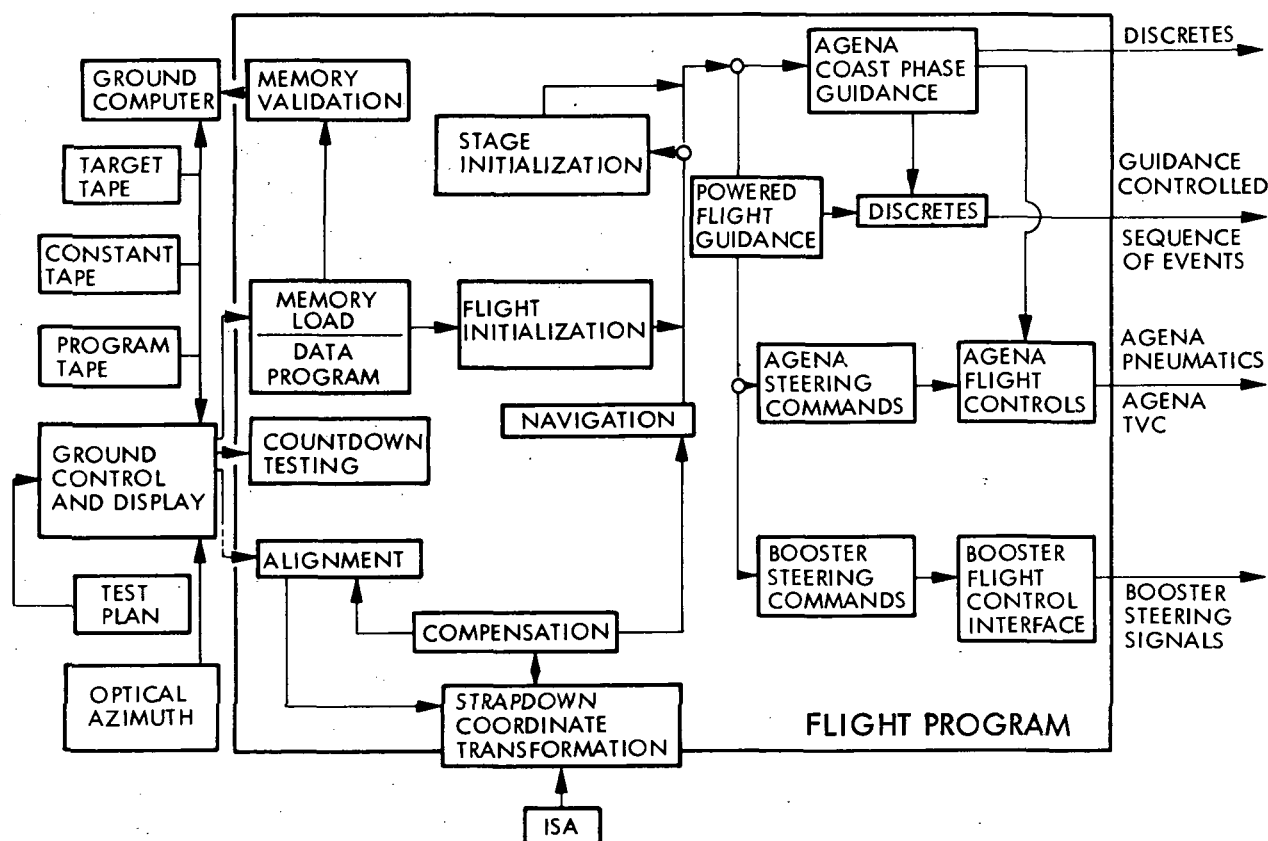 GROUND
COMPUTER
MEMORY
VALIDATION
TARGET
TAPE
CONSTANT
TAPE
PROGRAM
TAPE
GROUND
CONTROL
AND DISPLAY
TEST
PLAN
OPTICAL
AZIMUTH
MEMORY
LOAD
DATA
PROGRAM
COUNTDOWN
TESTING
ALIGNMENT
STAGE
INITIALIZATION
FLIGHT
INITIALIZATION
NAVIGATION
COMPENSATION
STRAPDOWN
COORDINATE
TRANSFORMATION
ISA
AGENA
COAST PHASE
GUIDANCE
POWERED
FLIGHT
GUIDANCE
DISCRETES
AGENA
STEERING
COMMANDS
AGENA
FLIGHT
CONTROLS
BOOSTER
STEERING
COMMANDS
BOOSTER
FLIGHT
CONTROL
INTERFACE
FLIGHT PROGRAM
DISCRETES
GUIDANCE
CONTROLLED
SEQUENCE
OF EVENTS
AGENA
PNEUMATICS
AGENA
TVC
BOOSTER
STEERING
SIGNALS